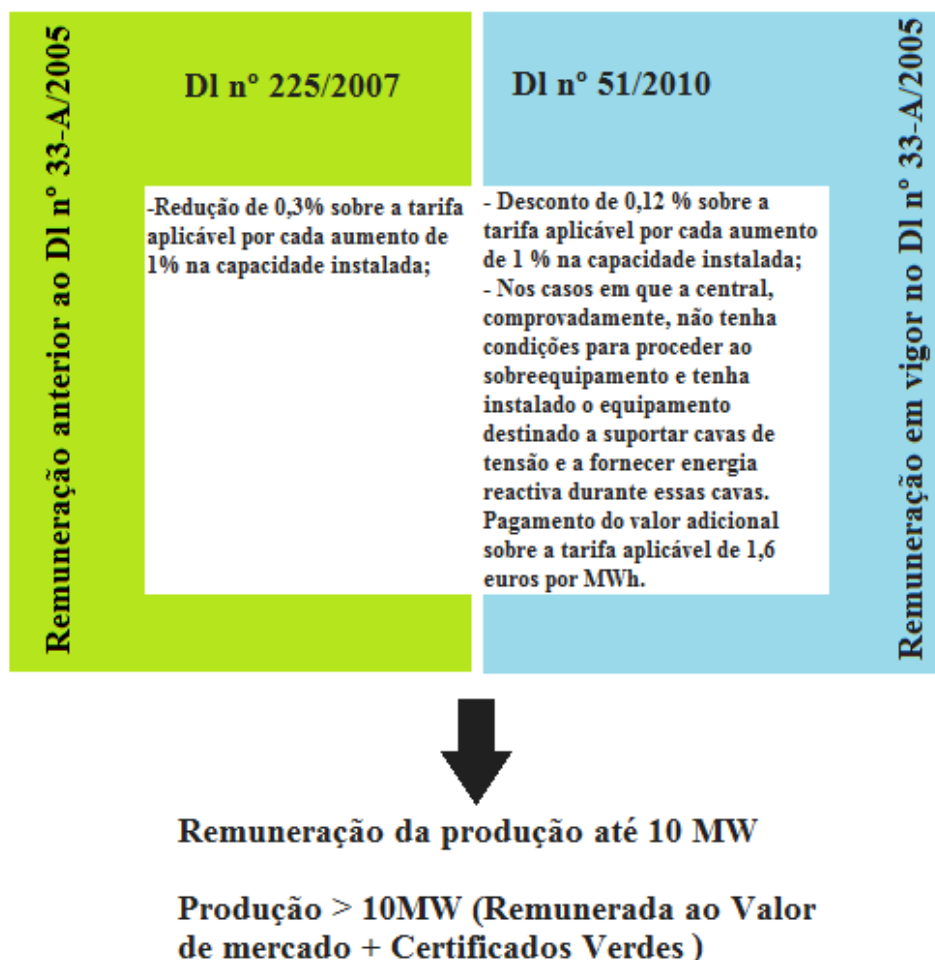 Remuneração anterior ao Dl nº 33-A/2005
Dl nº 225/2007
-Redução de 0,3% sobre a tarifa
aplicável por cada aumento de
1% na capacidade instalada;
Dl nº 51/2010
- Desconto de 0,12 % sobre a
tarifa aplicável por cada aumento
de 1 % na capacidade instalada;
- Nos casos em que a central,
comprovadamente, não tenha
condições para proceder ao
sobreequipamento e tenha
instalado o equipamento
destinado a suportar cavas de
tensão e a fornecer energia
reactiva durante essas cavas.
Pagamento do valor adicional
sobre a tarifa aplicável de 1,6
euros por MWh.
Remuneração em vigor no Dl nº 33-A/2005
Remuneração da produção até 10 MW
Produção > 10MW (Remunerada ao Valor
de mercado + Certificados Verdes )